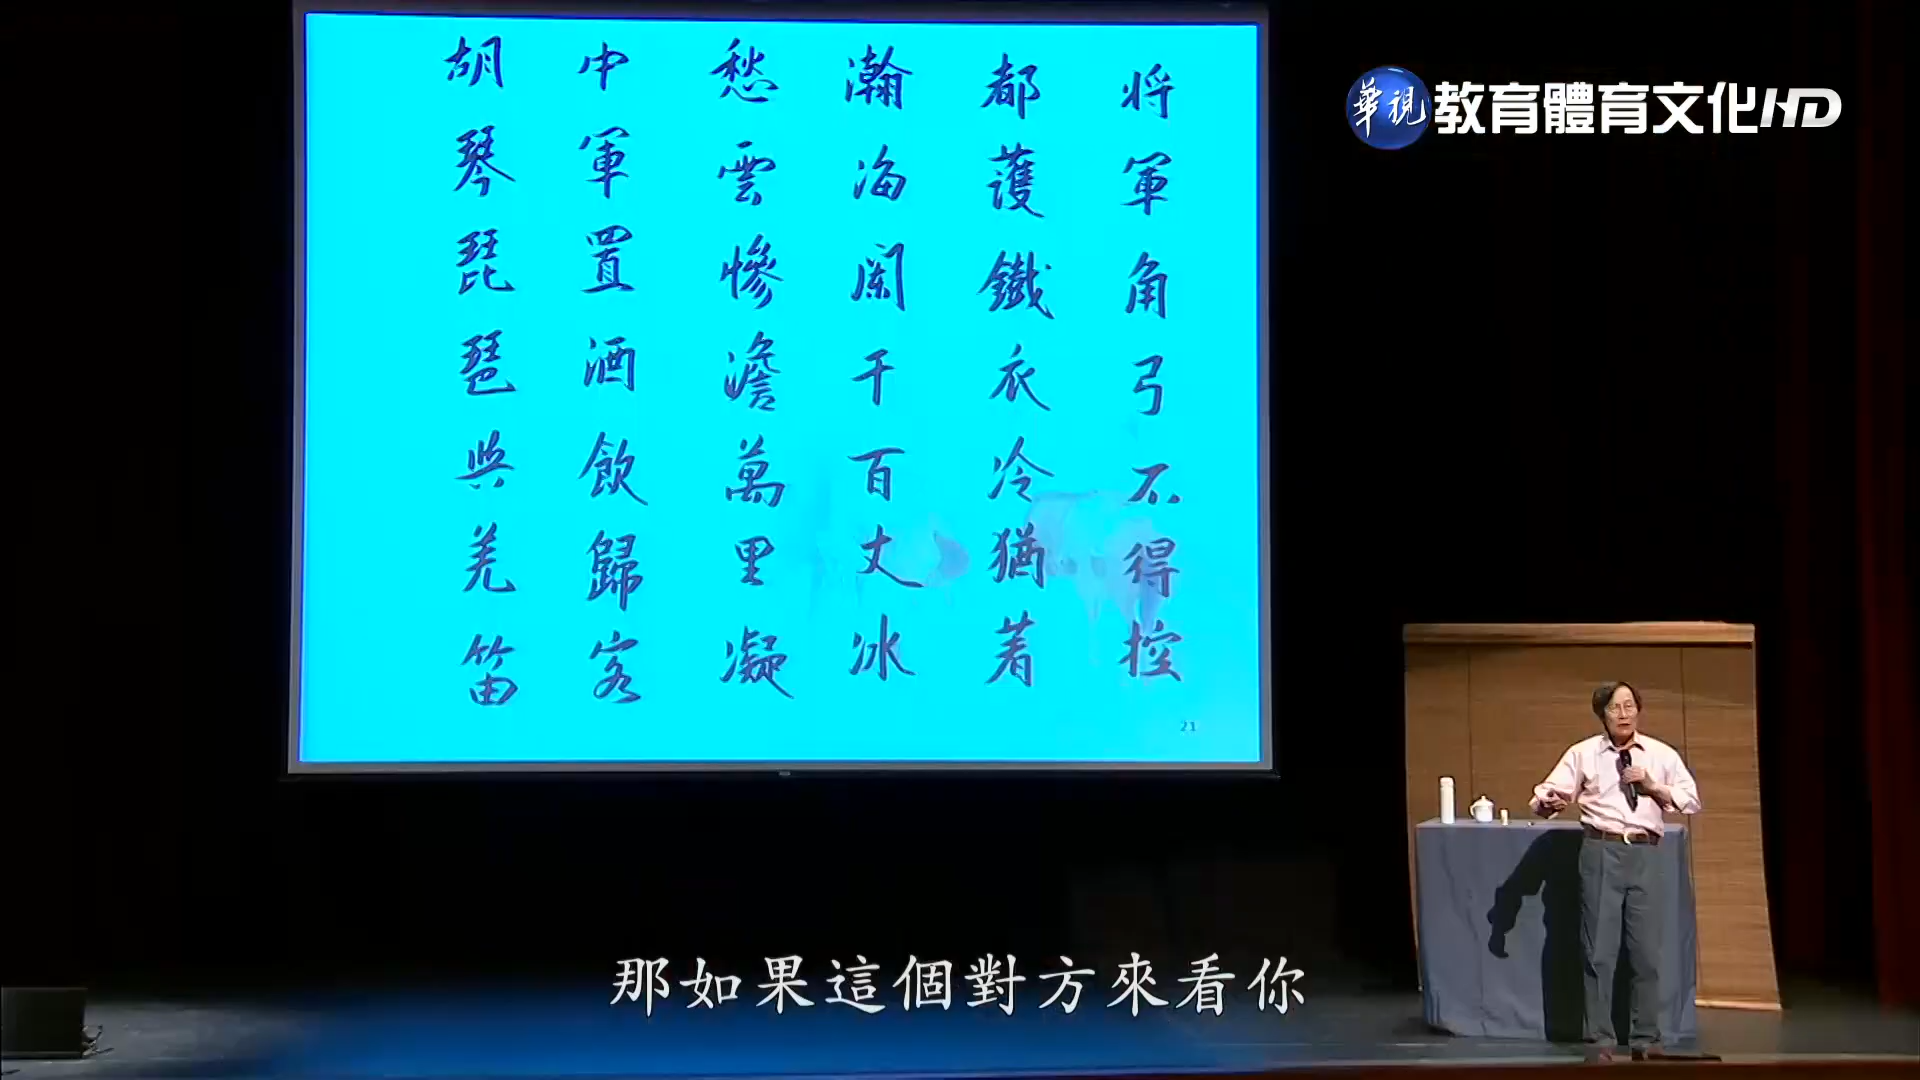 將軍角弓不得控
都護鐵衣冷猶着
瀚海闌干百丈冰
愁雲慘澹萬里凝
中軍置酒飲歸客
胡琴琵琶與羌笛
21
華視 教育體育文化HD
那如果這個對方來看你